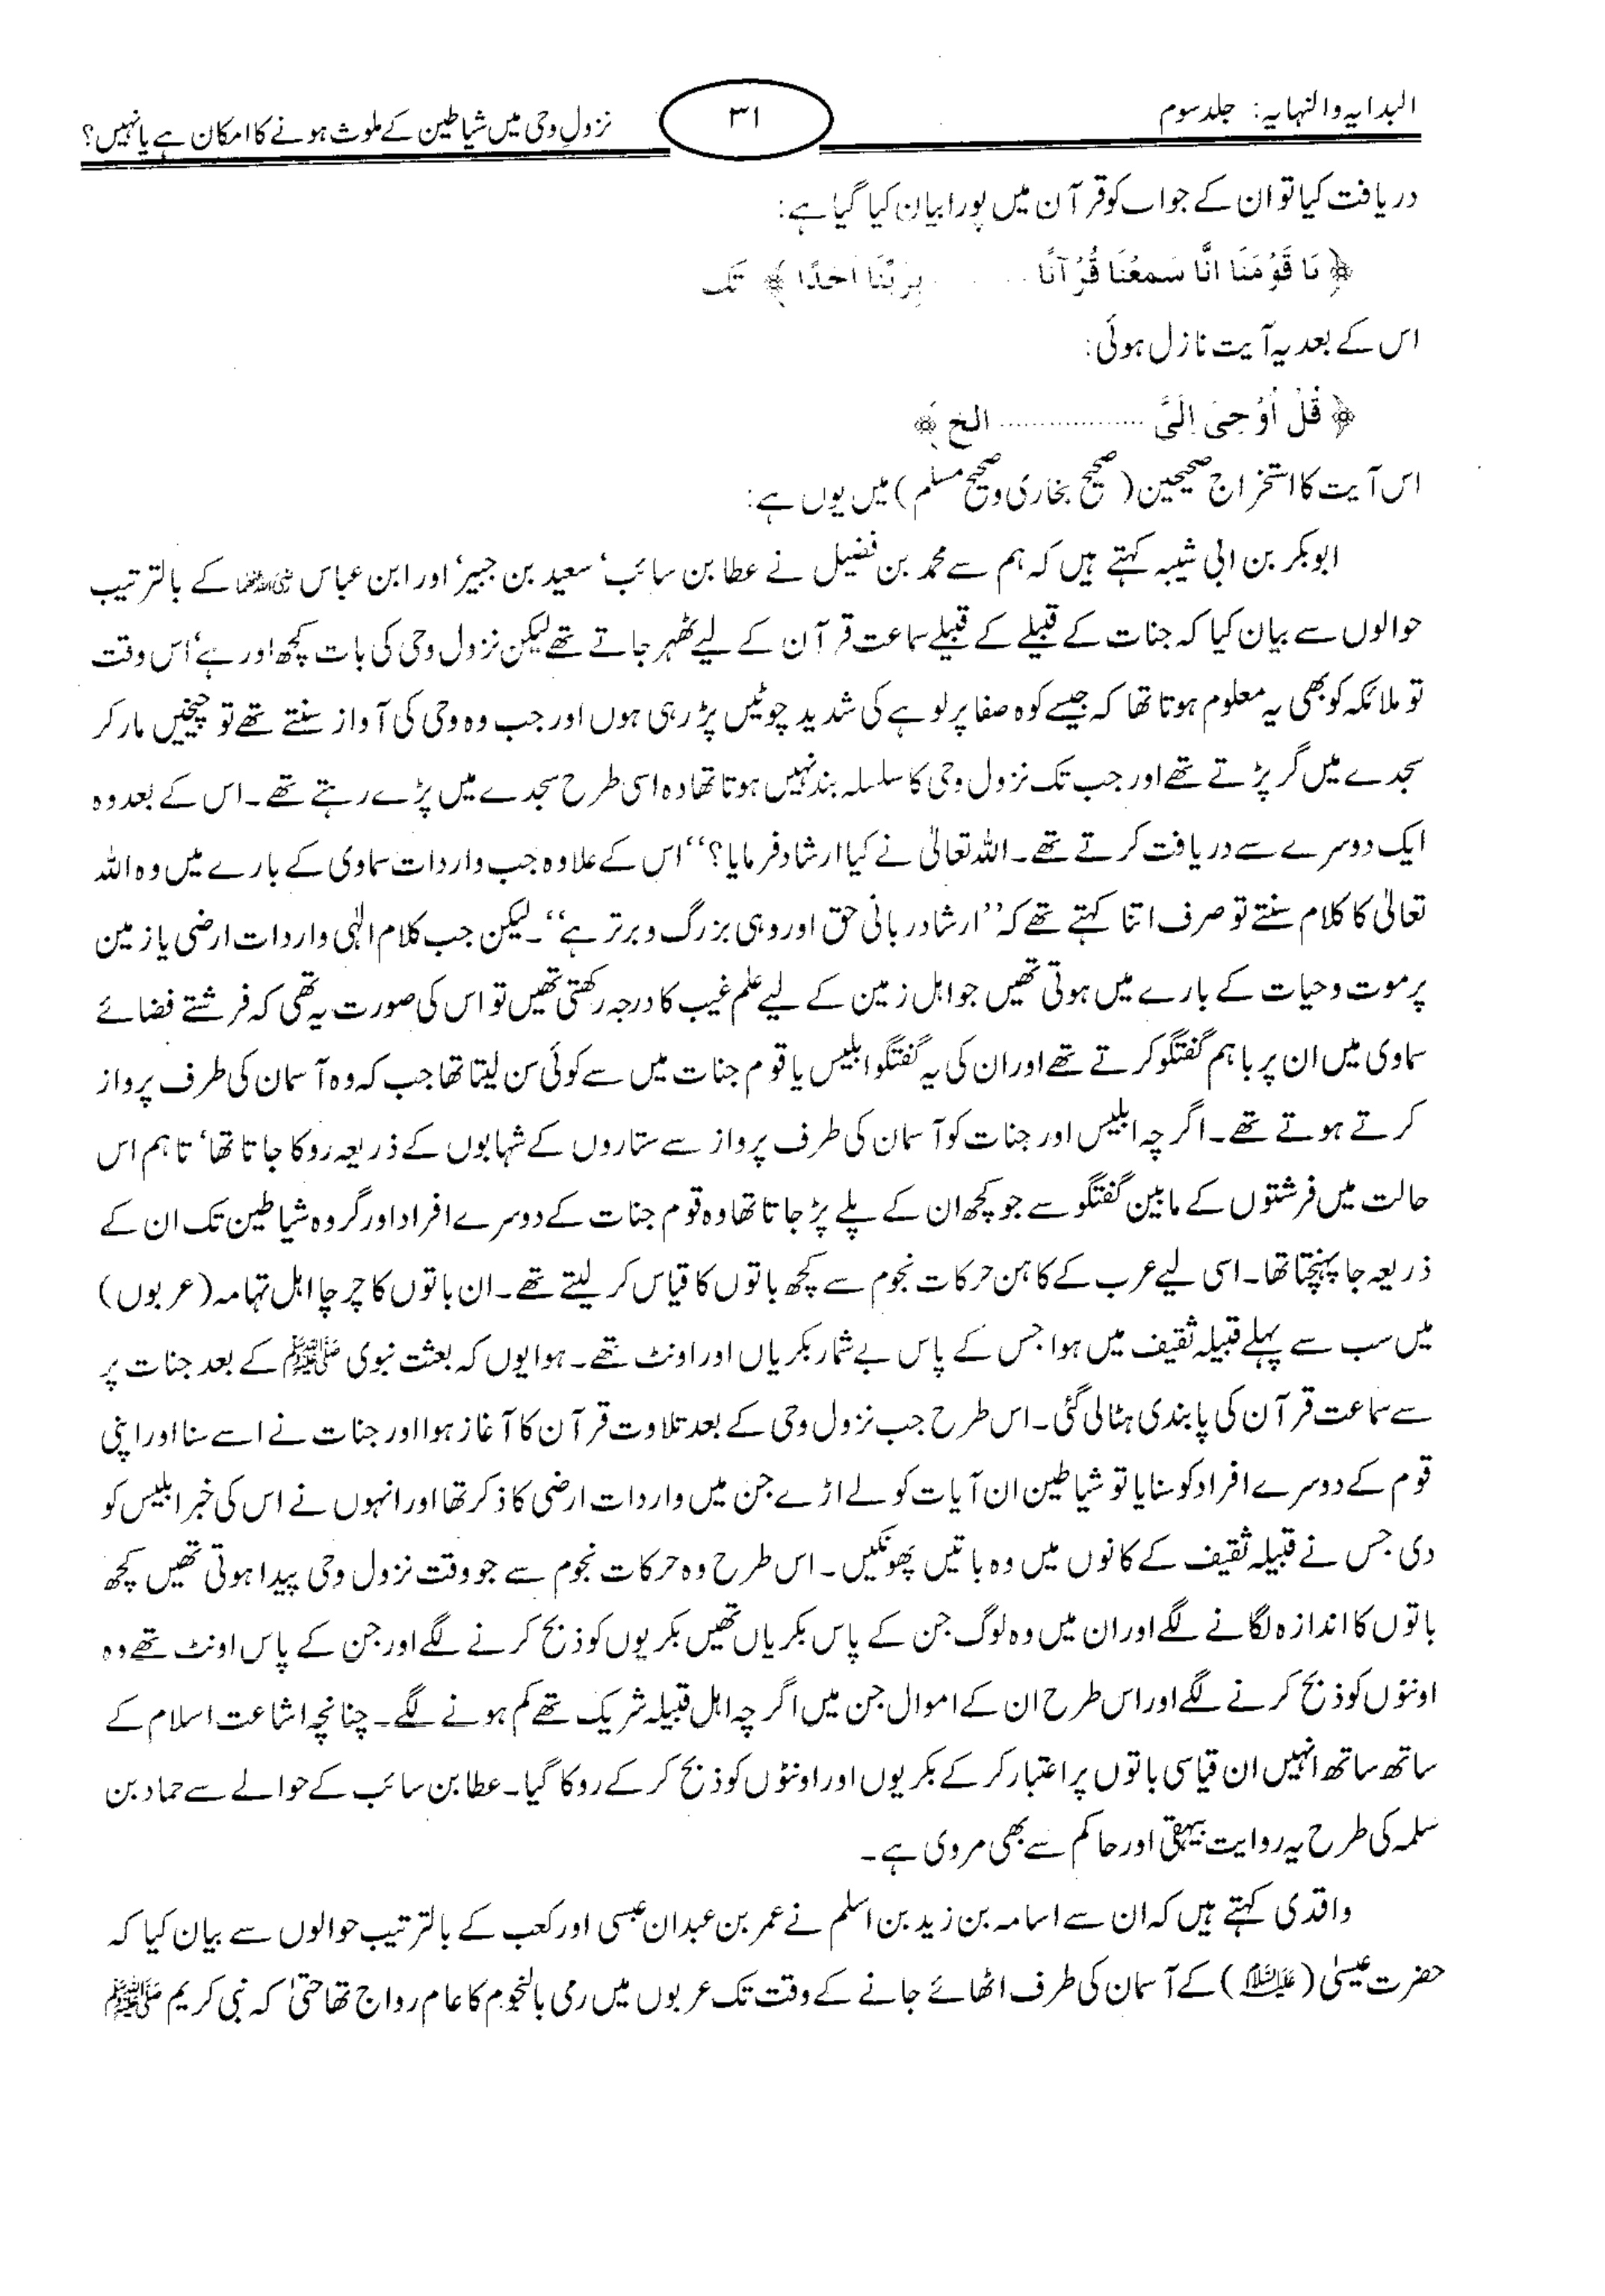 البدایہ والنہایہ: جلد سوم
۳۱
نزولِ وحی میں شیاطین کے ملوث ہونے کا امکان ہے یا نہیں؟
دریافت کیا تو ان کے جواب کو قرآن میں پورا بیان کیا گیا ہے:
﴿ یَا قَوْمَنَا اِنَّا سَمِعْنَا قُرْآنًا ........ بِرَبِّنَا اَحَدًا ﴾ تک
اس کے بعد یہ آیت نازل ہوئی:
﴿ قُلْ اُوْحِیَ اِلَیَّ .................. الخ ﴾
اس آیت کا استخراج صحیحین (صحیح بخاری و صحیح مسلم) میں یوں ہے:
ابوبکر بن ابی شیبہ کہتے ہیں کہ ہم سے محمد بن فضیل نے عطا بن سائب، سعید بن جبیر، اور ابن عباس رضی اللہ عنہما کے بالترتیب
حوالوں سے بیان کیا کہ جنات کے قبیلے کے قبیلے سماعت قرآن کے لیے ٹھہر جاتے تھے لیکن نزول وحی کی بات کچھ اور ہے، اس وقت
تو ملائکہ کو بھی یہ معلوم ہوتا تھا کہ جیسے کوہ صفا پر لوہے کی شدید چوٹیں پڑ رہی ہوں اور جب وہ وحی کی آواز سنتے تھے تو چیخیں مار کر
سجدے میں گر پڑتے تھے اور جب تک نزول وحی کا سلسلہ بند نہیں ہوتا تھا وہ اسی طرح سجدے میں پڑے رہتے تھے۔ اس کے بعد وہ
ایک دوسرے سے دریافت کرتے تھے۔ اللہ تعالیٰ نے کیا ارشاد فرمایا؟‘‘ اس کے علاوہ جب واردات سماوی کے بارے میں وہ اللہ
تعالیٰ کا کلام سنتے تو صرف اتنا کہتے تھے کہ ’’ارشاد ربانی حق اور وہی بزرگ و برتر ہے‘‘۔ لیکن جب کلام الٰہی واردات ارضی یا زمین
پر موت و حیات کے بارے میں ہوتی تھیں جو اہل زمین کے لیے علم غیب کا درجہ رکھتی تھیں تو اس کی صورت یہ تھی کہ فرشتے فضائے
سماوی میں ان پر باہم گفتگو کرتے تھے اور ان کی یہ گفتگو ابلیس یا قوم جنات میں سے کوئی سن لیتا تھا جب کہ وہ آسمان کی طرف پرواز
کرتے ہوتے تھے۔ اگرچہ ابلیس اور جنات کو آسمان کی طرف پرواز سے ستاروں کے شہابوں کے ذریعہ روکا جاتا تھا، تاہم اس
حالت میں فرشتوں کے مابین گفتگو سے جو کچھ ان کے پلے پڑ جاتا تھا وہ قوم جنات کے دوسرے افراد اور گروہ شیاطین تک ان کے
ذریعہ جا پہنچتا تھا۔ اسی لیے عرب کے کاہن حرکات نجوم سے کچھ باتوں کا قیاس کر لیتے تھے۔ ان باتوں کا چرچا اہل تہامہ (عربوں)
میں سب سے پہلے قبیلہ ثقیف میں ہوا جس کے پاس بے شمار بکریاں اور اونٹ تھے۔ ہوا یوں کہ بعثت نبوی ﷺ کے بعد جنات پر
سے سماعت قرآن کی پابندی ہٹالی گئی۔ اس طرح جب نزول وحی کے بعد تلاوت قرآن کا آغاز ہوا اور جنات نے اسے سنا اور اپنی
قوم کے دوسرے افراد کو سنایا تو شیاطین ان آیات کو لے اڑے جن میں واردات ارضی کا ذکر تھا اور انہوں نے اس کی خبر ابلیس کو
دی جس نے قبیلہ ثقیف کے کانوں میں وہ باتیں پھونکیں۔ اس طرح وہ حرکات نجوم سے جو وقت نزول وحی پیدا ہوتی تھیں کچھ
باتوں کا اندازہ لگانے لگے اور ان میں وہ لوگ جن کے پاس بکریاں تھیں بکریوں کو ذبح کرنے لگے اور جن کے پاس اونٹ تھے وہ
اونٹوں کو ذبح کرنے لگے اور اس طرح ان کے اموال جن میں اگرچہ اہل قبیلہ شریک تھے کم ہونے لگے۔ چنانچہ اشاعت اسلام کے
ساتھ ساتھ انہیں ان قیاسی باتوں پر اعتبار کر کے بکریوں اور اونٹوں کو ذبح کر کے روکا گیا۔ عطا بن سائب کے حوالے سے حماد بن
سلمہ کی طرح یہ روایت بیہقی اور حاکم سے بھی مروی ہے۔
واقدی کہتے ہیں کہ ان سے اسامہ بن زید بن اسلم نے عمر بن عبدان عبسی اور کعب کے بالترتیب حوالوں سے بیان کیا کہ
حضرت عیسیٰ (علیہ السلام) کے آسمان کی طرف اٹھائے جانے کے وقت تک عربوں میں رمی بالنجوم کا عام رواج تھا حتیٰ کہ نبی کریم ﷺ